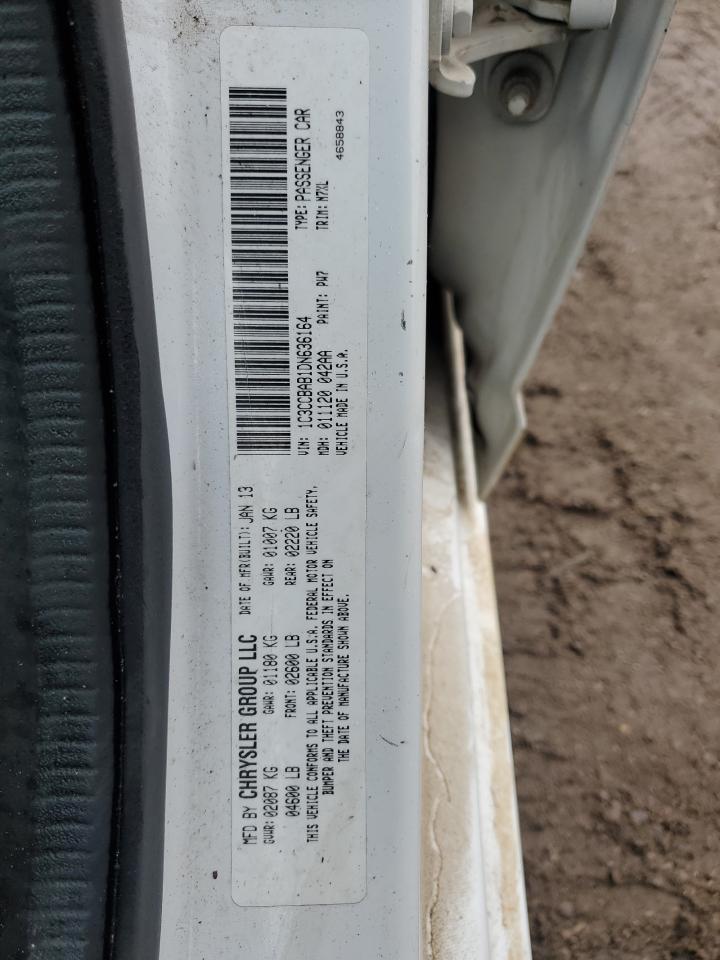 MFD BY CHRYSLER GROUP LLC
DATE OF MFR(BUILT): JAN 13
GVWR: 02087 KG GAWR: 01180 KG GAWR: 01007 KG
04600 LB FRONT: 02600 LB REAR: 02220 LB
THIS VEHICLE CONFORMS TO ALL APPLICABLE U.S.A. FEDERAL MOTOR VEHICLE SAFETY,
BUMPER AND THEFT PREVENTION STANDARDS IN EFFECT ON
THE DATE OF MANUFACTURE SHOWN ABOVE.
VIN: 1C3CCBAB1DN636164 TYPE: PASSENGER CAR
MDH: 011120 042AA PAINT: PW7 TRIM: M7XL
VEHICLE MADE IN U.S.A. 4658843